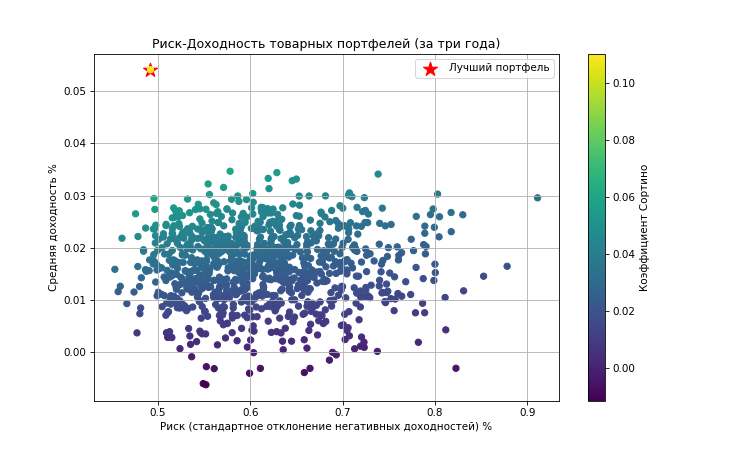 Риск-Доходность товарных портфелей (за три года)
Лучший портфель
Средняя доходность %
0.05
0.04
0.03
0.02
0.01
0.00
0.5 0.6 0.7 0.8 0.9
Риск (стандартное отклонение негативных доходностей) %
0.10
0.08
0.06
0.04
0.02
0.00
Коэффициент Сортино